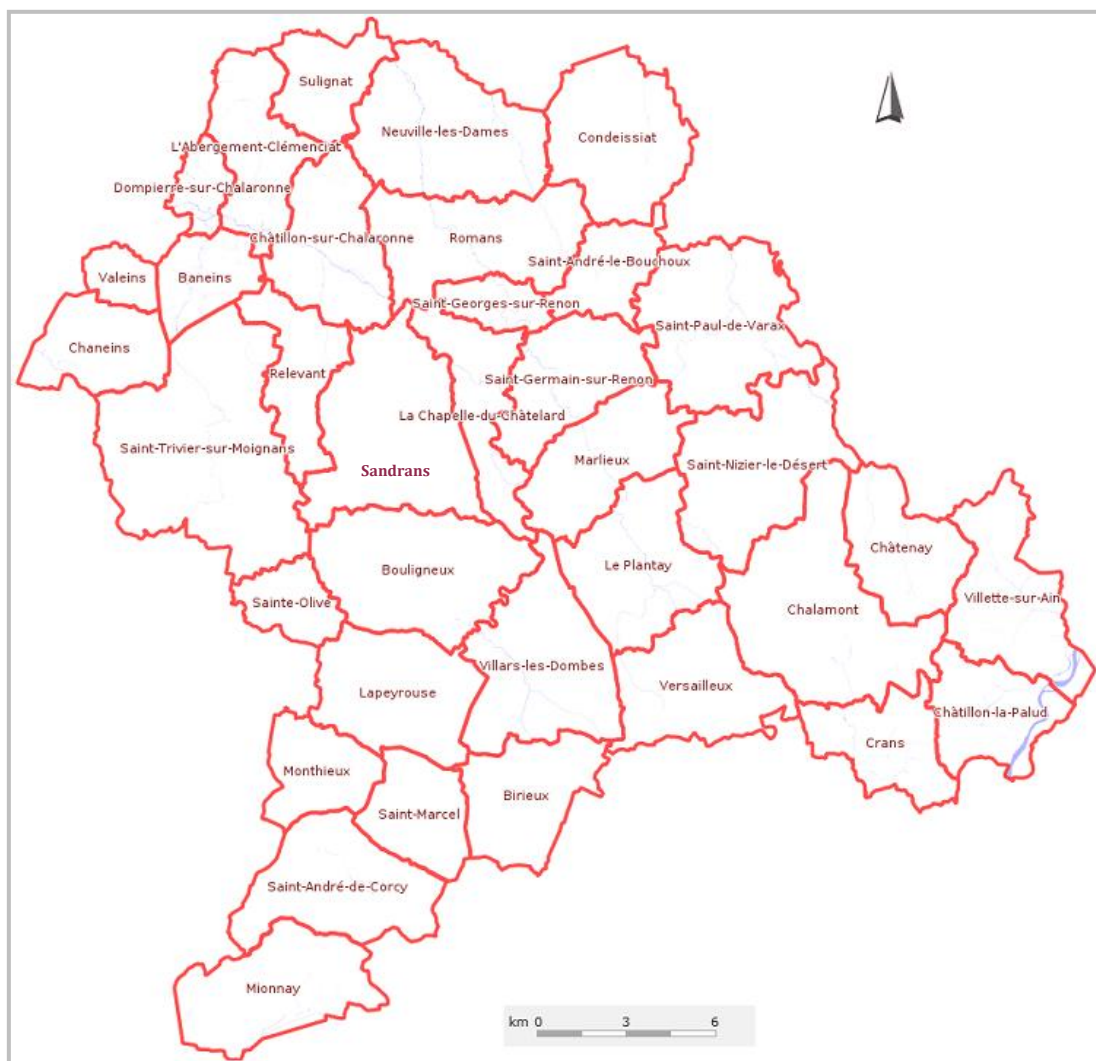 Sulignat
Neuville-les-Dames
Condeissiat
L'Abergement-Clémenciat
Dompierre-sur-Chalaronne
Châtillon-sur-Chalaronne
Romans
Saint-André-le-Bouchoux
Valeins
Baneins
Saint-Georges-sur-Renon
Saint-Paul-de-Varax
Chaneins
Relevant
Saint-Germain-sur-Renon
La Chapelle-du-Châtelard
Saint-Trivier-sur-Moignans
Sandrans
Marlieux
Saint-Nizier-le-Désert
Châtenay
Bouligneux
Le Plantay
Sainte-Olive
Chalamont
Villette-sur-Ain
Villars-les-Dombes
Lapeyrouse
Versailleux
Châtillon-la-Palud
Crans
Monthieux
Birieux
Saint-Marcel
Saint-André-de-Corcy
Mionnay
km 0 3 6